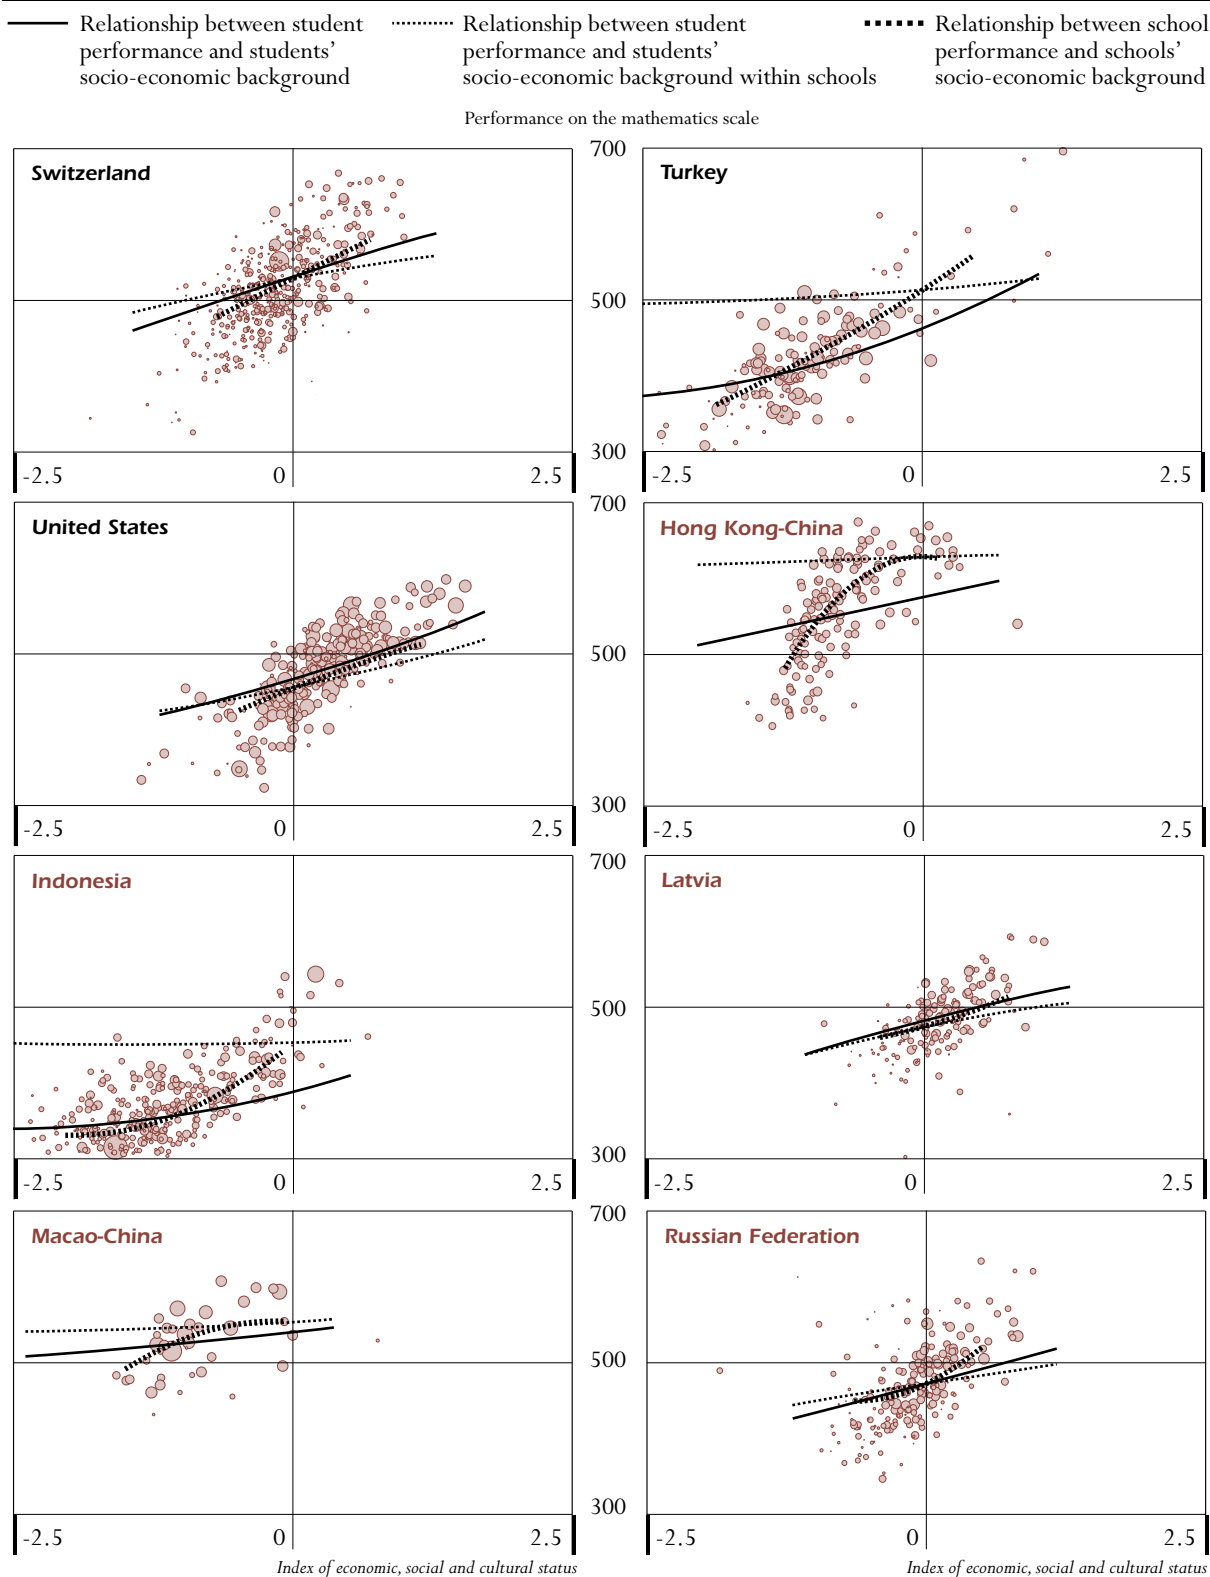 Relationship between student
performance and students'
socio-economic background
Relationship between student
performance and students'
socio-economic background within schools
Relationship between school
performance and schools'
socio-economic background
Performance on the mathematics scale
Switzerland
700
500
300
-2.5 0 2.5
Turkey
-2.5 0 2.5
United States
700
500
300
-2.5 0 2.5
Hong Kong-China
-2.5 0 2.5
Indonesia
700
500
300
-2.5 0 2.5
Latvia
-2.5 0 2.5
Macao-China
700
500
300
-2.5 0 2.5
Russian Federation
-2.5 0 2.5
Index of economic, social and cultural status
Index of economic, social and cultural status